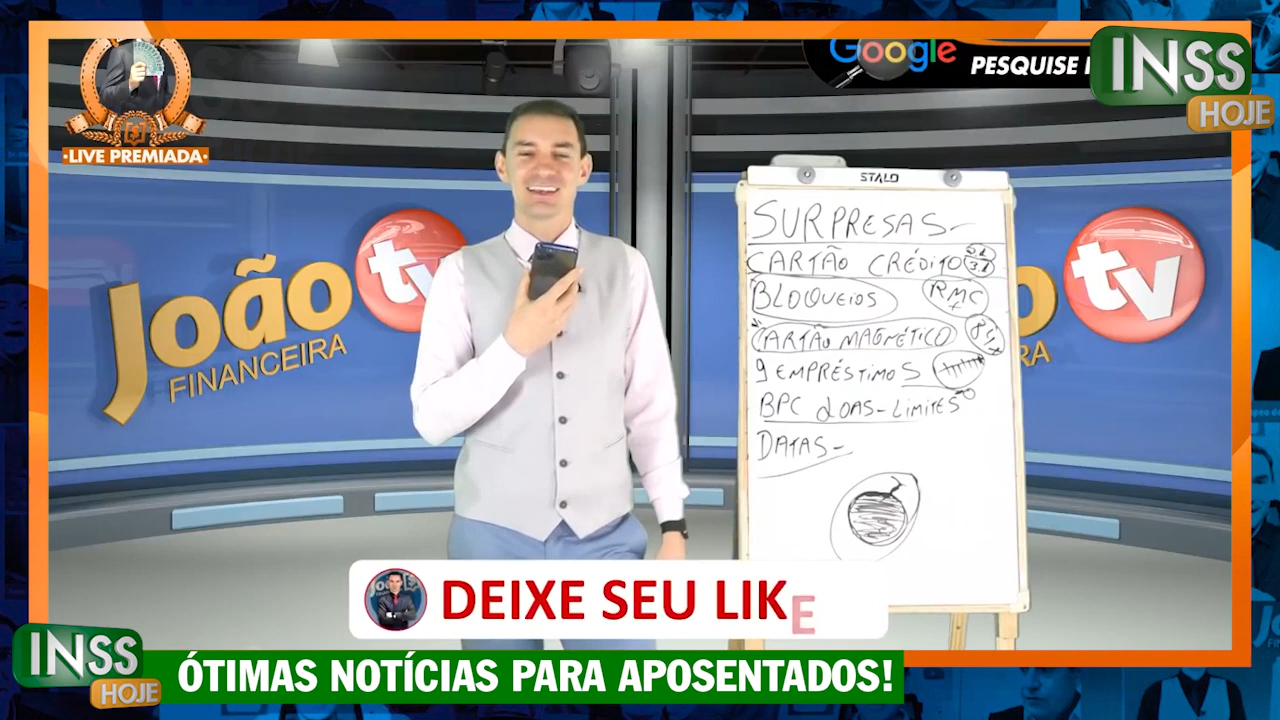 Google
PESQUISE
INSS
HOJE
•LIVE PREMIADA•
João
tv
FINANCEIRA
STALO
SURPRESAS-
CARTÃO CRÉDITO
BLOQUEIOS
RMC
CARTÃO MAGNÉTICO
9 EMPRÉSTIMOS
BPC LOAS-LIMITES
DATAS-
tv
DEIXE SEU LIKE
INSS
HOJE
ÓTIMAS NOTÍCIAS PARA APOSENTADOS!